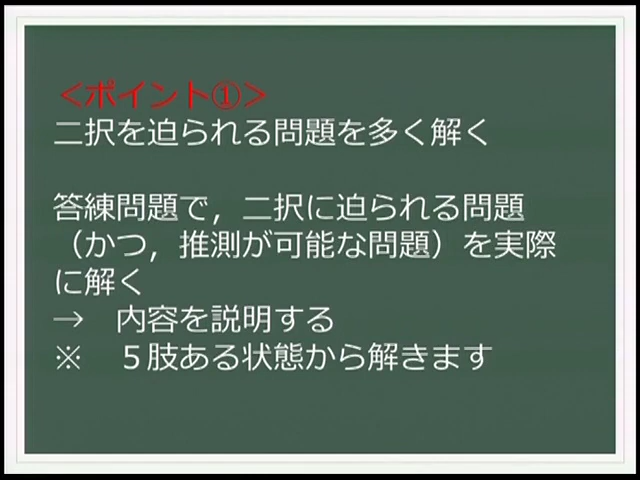 ＜ポイント①＞
二択を迫られる問題を多く解く
答練問題で，二択に迫られる問題
（かつ，推測が可能な問題）を実際
に解く
→　内容を説明する
※　５肢ある状態から解きます